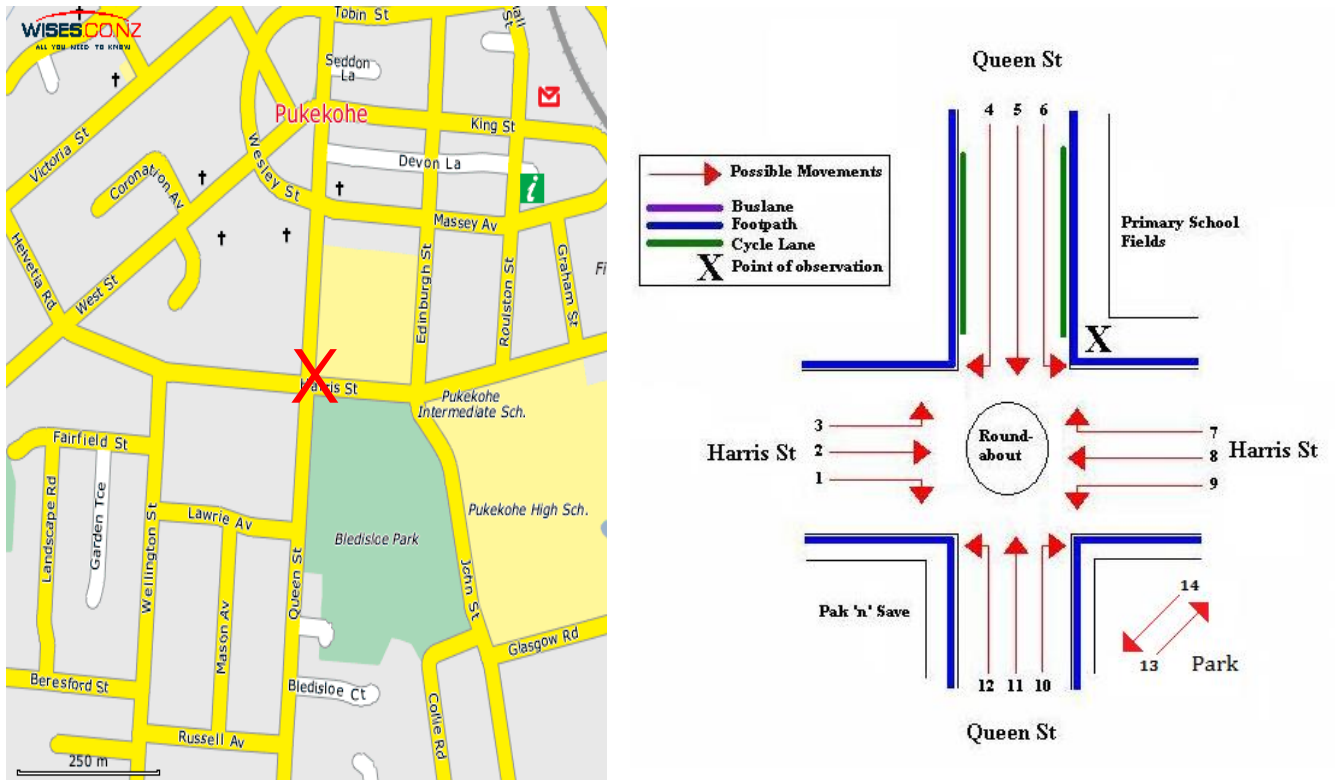 WISES.CO.NZ
ALL YOU NEED TO KNOW
Tobin St
Seddon
La
Pukekohe
King St
Victoria St
Wesley St
Devon La
Coronation Av
i
Massey Av
Helvetia Rd
West St
Edinburgh St
Roulston St
Graham St
X
Harris St
Pukekohe
Intermediate Sch.
Fairfield St
Landscape Rd
Garden Tce
Wellington St
Lawrie Av
Pukekohe High Sch.
Bledisloe Park
Queen St
John St
Mason Av
Glasgow Rd
Beresford St
Bledisloe Ct
Collie Rd
Russell Av
250 m
Queen St
4 5 6
Possible Movements
Buslane
Footpath
Cycle Lane
X Point of observation
Primary School
Fields
X
3
2
1
Harris St
Round-
about
7
8
9
Harris St
Pak 'n' Save
14
13
Park
12 11 10
Queen St